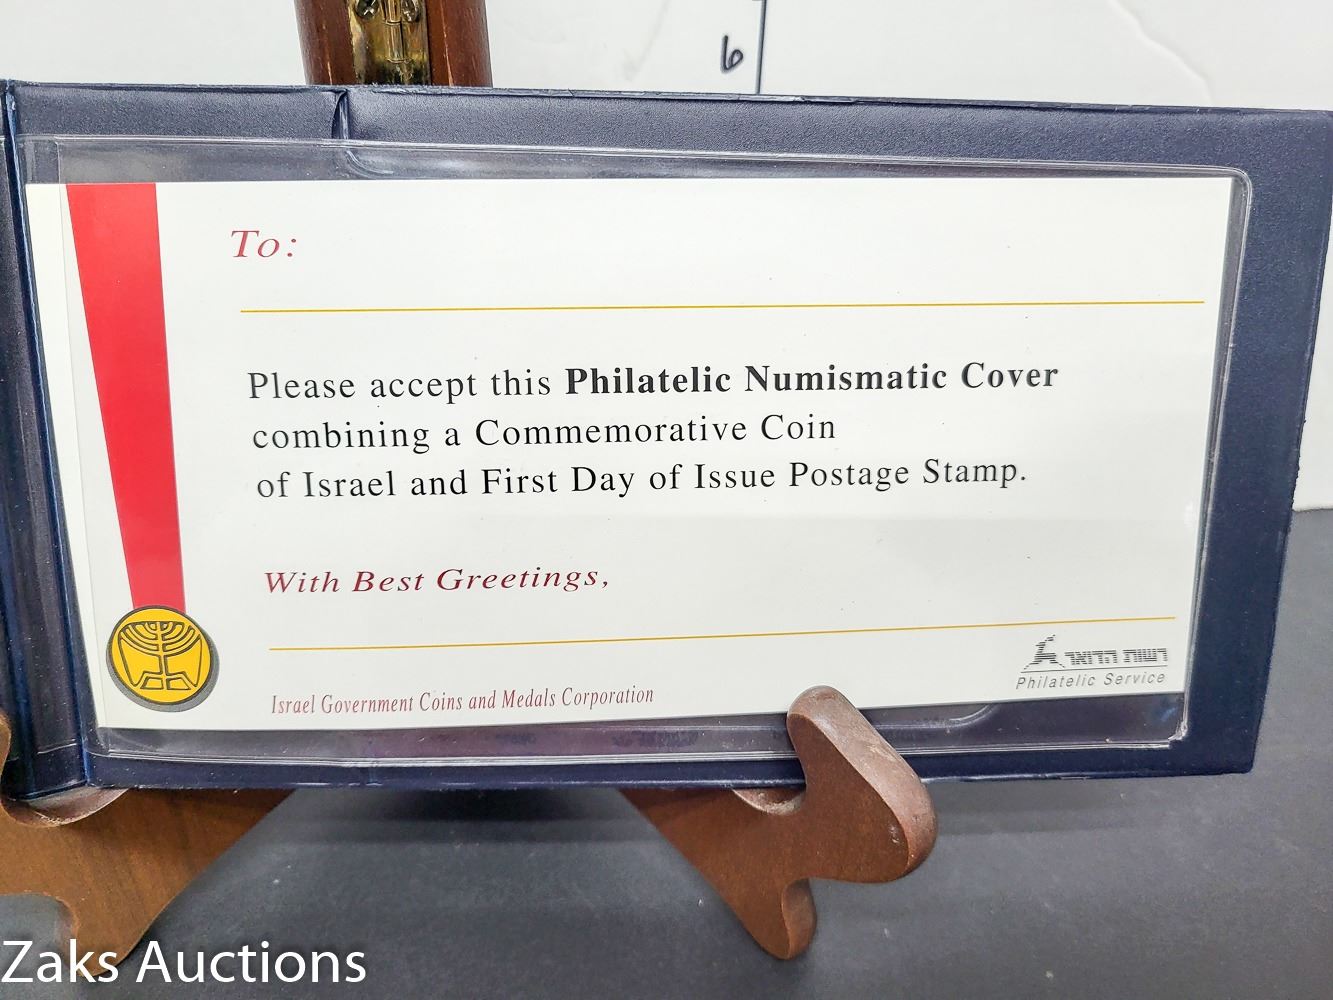 6
To:
Please accept this Philatelic Numismatic Cover
combining a Commemorative Coin
of Israel and First Day of Issue Postage Stamp.
With Best Greetings,
רשות הדואר
Philatelic Service
Israel Government Coins and Medals Corporation
Zaks Auctions